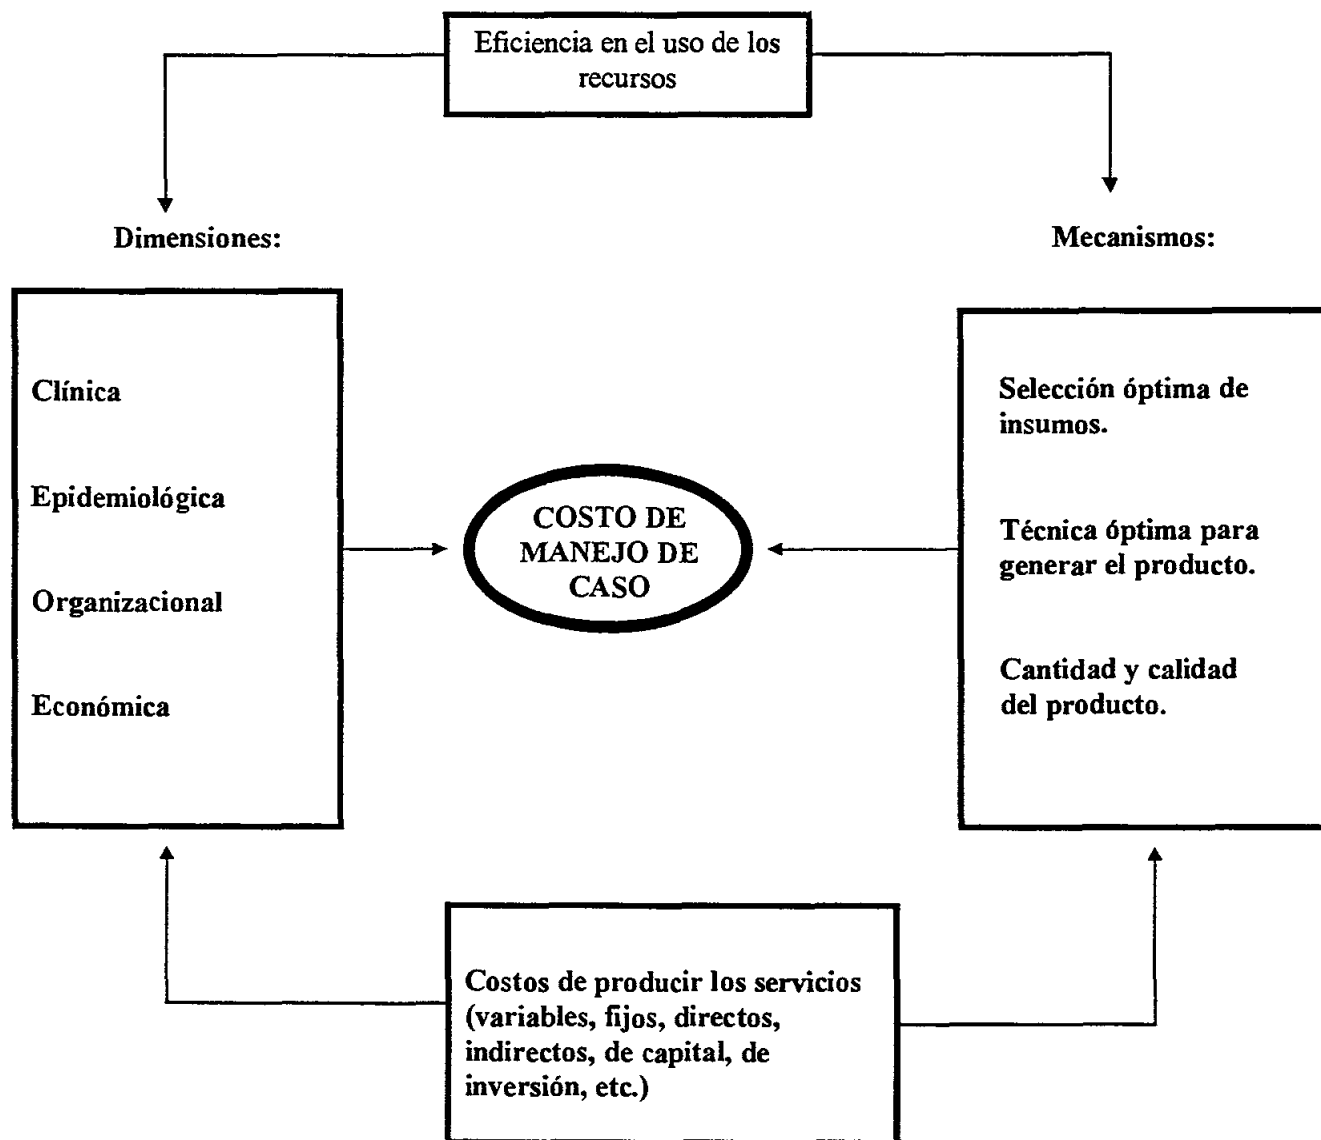 Eficiencia en el uso de los
recursos
Dimensiones:
Mecanismos:
Clínica
Epidemiológica
Organizacional
Económica
COSTO DE
MANEJO DE
CASO
Selección óptima de
insumos.
Técnica óptima para
generar el producto.
Cantidad y calidad
del producto.
Costos de producir los servicios
(variables, fijos, directos,
indirectos, de capital, de
inversión, etc.)